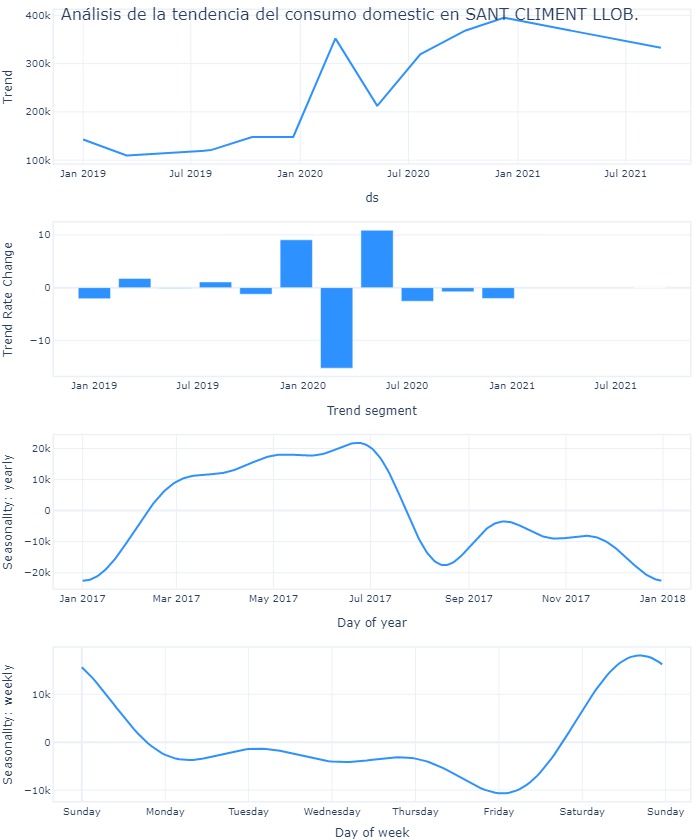 Análisis de la tendencia del consumo domestic en SANT CLIMENT LLOB.
400k
300k
200k
100k
Trend
Jan 2019 Jul 2019 Jan 2020 Jul 2020 Jan 2021 Jul 2021
ds
10
0
−10
Trend Rate Change
Jan 2019 Jul 2019 Jan 2020 Jul 2020 Jan 2021 Jul 2021
Trend segment
20k
10k
0
−10k
−20k
Seasonality: yearly
Jan 2017 Mar 2017 May 2017 Jul 2017 Sep 2017 Nov 2017 Jan 2018
Day of year
10k
0
−10k
Seasonality: weekly
Sunday Monday Tuesday Wednesday Thursday Friday Saturday Sunday
Day of week